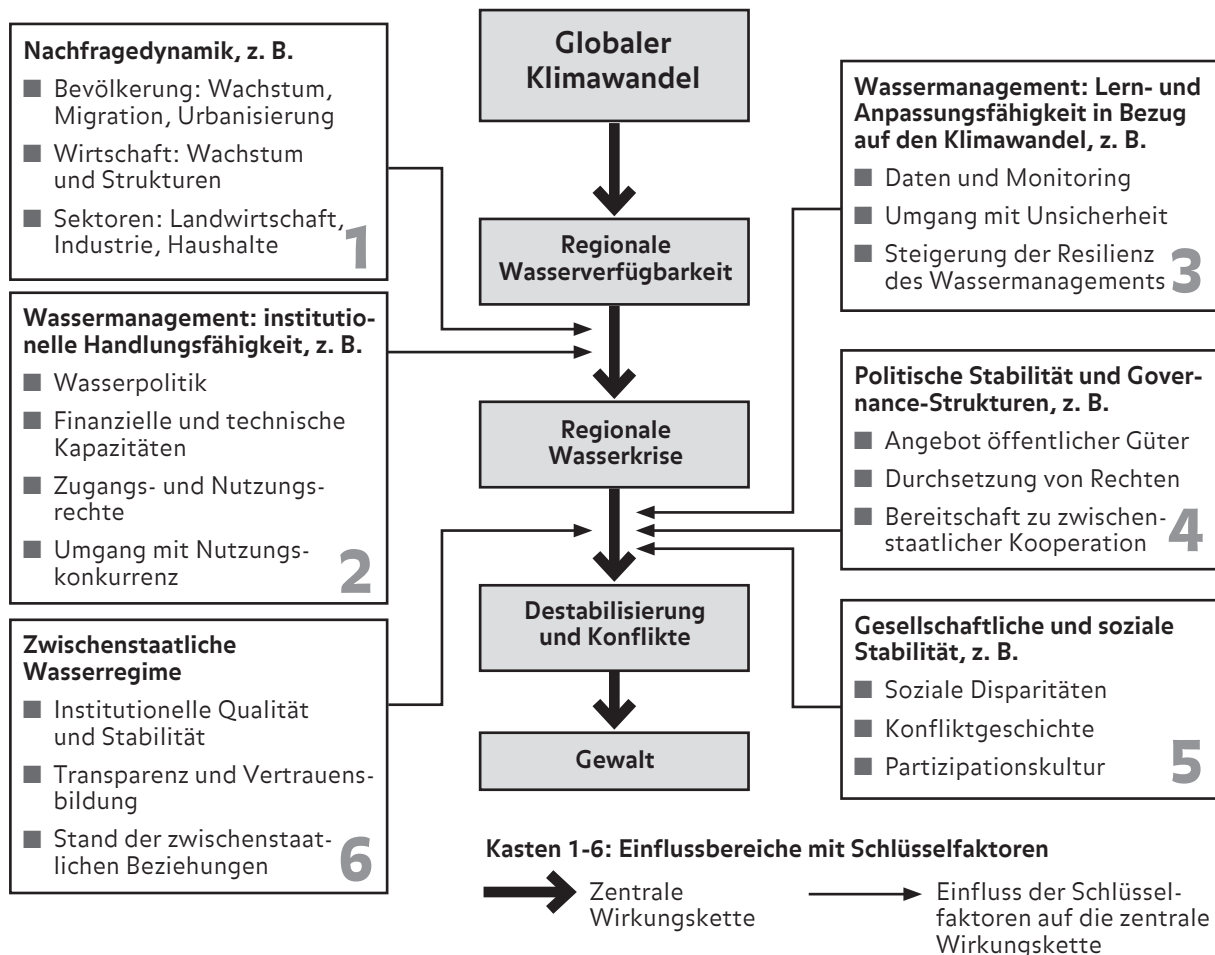 Nachfragedynamik, z. B.
■ Bevölkerung: Wachstum,
Migration, Urbanisierung
■ Wirtschaft: Wachstum
und Strukturen
■ Sektoren: Landwirtschaft,
Industrie, Haushalte
1
Wassermanagement: institutio-
nelle Handlungsfähigkeit, z. B.
■ Wasserpolitik
■ Finanzielle und technische
Kapazitäten
■ Zugangs- und Nutzungs-
rechte
■ Umgang mit Nutzungs-
konkurrenz
2
Zwischenstaatliche
Wasserregime
■ Institutionelle Qualität
und Stabilität
■ Transparenz und Vertrauens-
bildung
■ Stand der zwischenstaat-
lichen Beziehungen
6
Globaler
Klimawandel
Regionale
Wasserverfügbarkeit
Regionale
Wasserkrise
Destabilisierung
und Konflikte
Gewalt
Wassermanagement: Lern- und
Anpassungsfähigkeit in Bezug
auf den Klimawandel, z. B.
■ Daten und Monitoring
■ Umgang mit Unsicherheit
■ Steigerung der Resilienz
des Wassermanagements
3
Politische Stabilität und Gover-
nance-Strukturen, z. B.
■ Angebot öffentlicher Güter
■ Durchsetzung von Rechten
■ Bereitschaft zu zwischen-
staatlicher Kooperation
4
Gesellschaftliche und soziale
Stabilität, z. B.
■ Soziale Disparitäten
■ Konfliktgeschichte
■ Partizipationskultur
5
Kasten 1-6: Einflussbereiche mit Schlüsselfaktoren
Zentrale
Wirkungskette
Einfluss der Schlüssel-
faktoren auf die zentrale
Wirkungskette